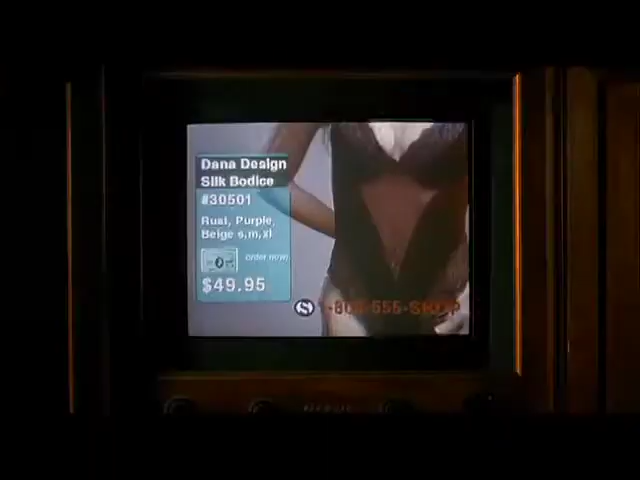 Dana Design
Silk Bodice
#30501
Rust, Purple,
Beige s,m,xl
order now
$49.95
S 1-800-555-SHOP